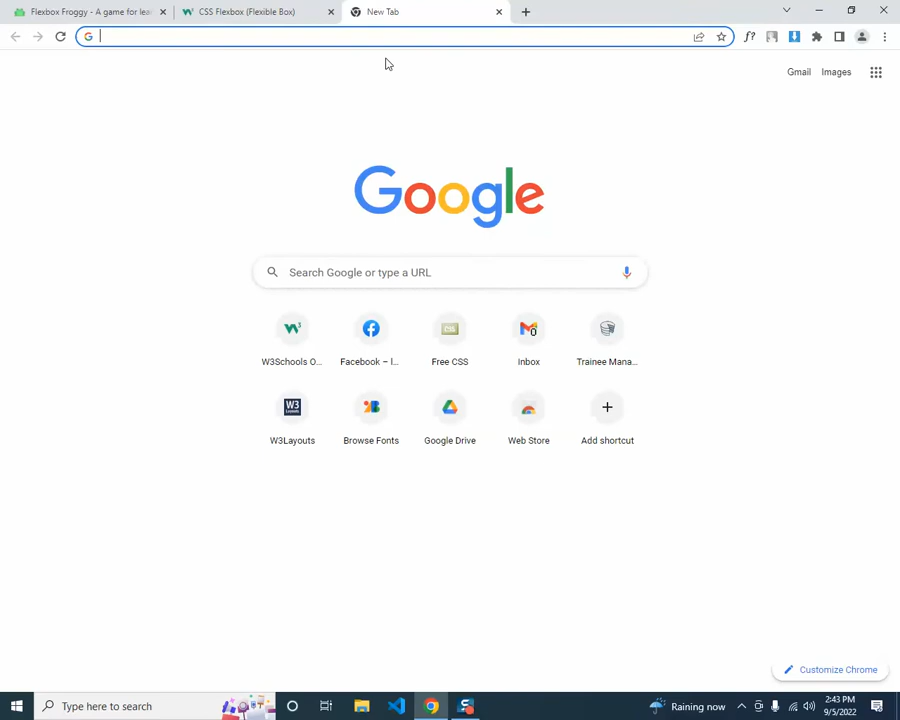 Flexbox Froggy - A game for lea
CSS Flexbox (Flexible Box)
New Tab
f?
Gmail Images
Google
Search Google or type a URL
W3Schools O...
Facebook – l...
Free CSS
Inbox
Trainee Mana...
W3Layouts
Browse Fonts
Google Drive
Web Store
Add shortcut
Customize Chrome
Type here to search
Raining now
2:43 PM
9/5/2022